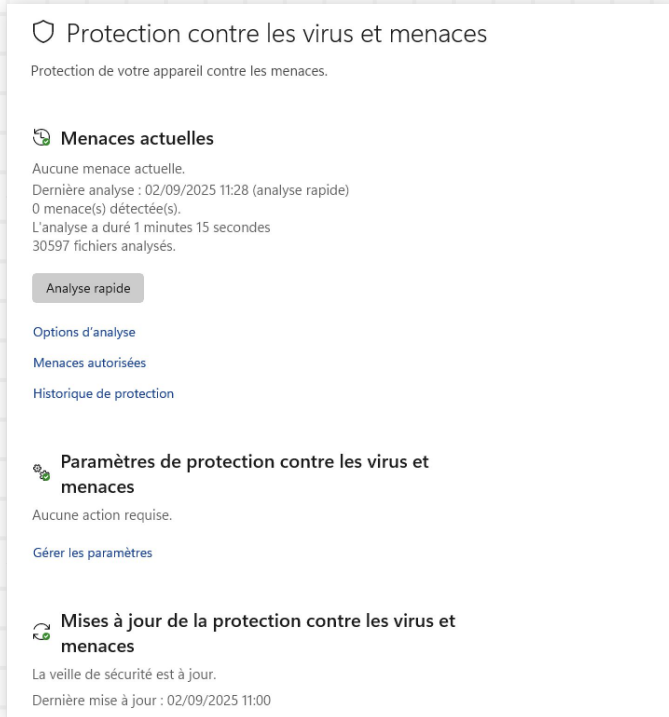 Protection contre les virus et menaces
Protection de votre appareil contre les menaces.
Menaces actuelles
Aucune menace actuelle.
Dernière analyse : 02/09/2025 11:28 (analyse rapide)
0 menace(s) détectée(s).
L'analyse a duré 1 minutes 15 secondes
30597 fichiers analysés.
Analyse rapide
Options d'analyse
Menaces autorisées
Historique de protection
Paramètres de protection contre les virus et
menaces
Aucune action requise.
Gérer les paramètres
Mises à jour de la protection contre les virus et
menaces
La veille de sécurité est à jour.
Dernière mise à jour : 02/09/2025 11:00